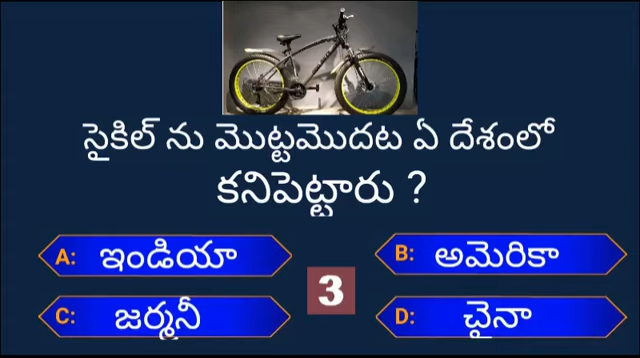 సైకిల్ ను మొట్టమొదట ఏ దేశంలో
కనిపెట్టారు ?
A: ఇండియా
B: అమెరికా
3
C: జర్మనీ
D: చైనా